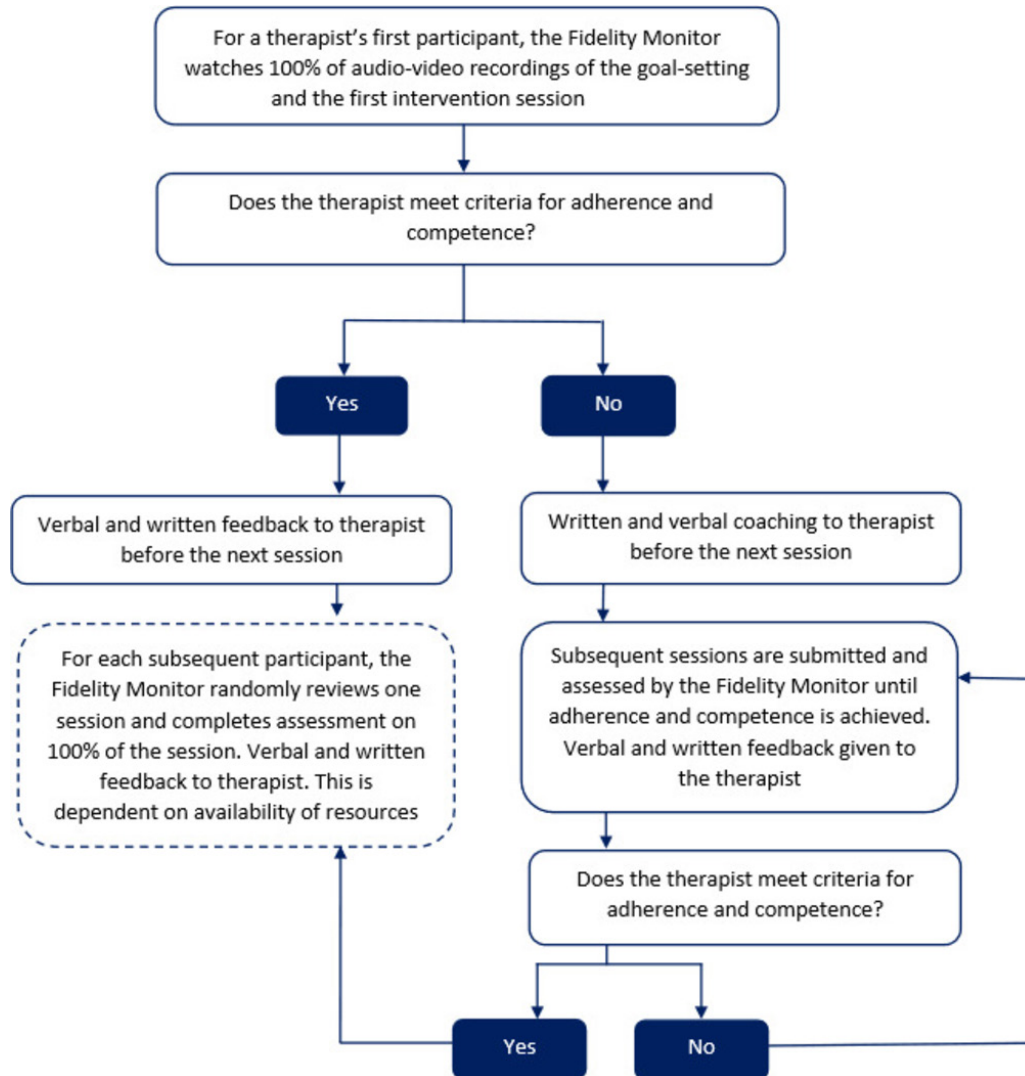 For a therapist’s first participant, the Fidelity Monitor
watches 100% of audio-video recordings of the goal-setting
and the first intervention session
Does the therapist meet criteria for adherence and
competence?
Yes
No
Verbal and written feedback to therapist
before the next session
Written and verbal coaching to therapist
before the next session
For each subsequent participant, the
Fidelity Monitor randomly reviews one
session and completes assessment on
100% of the session. Verbal and written
feedback to therapist. This is
dependent on availability of resources
Subsequent sessions are submitted and
assessed by the Fidelity Monitor until
adherence and competence is achieved.
Verbal and written feedback given to
the therapist
Does the therapist meet criteria for
adherence and competence?
Yes
No